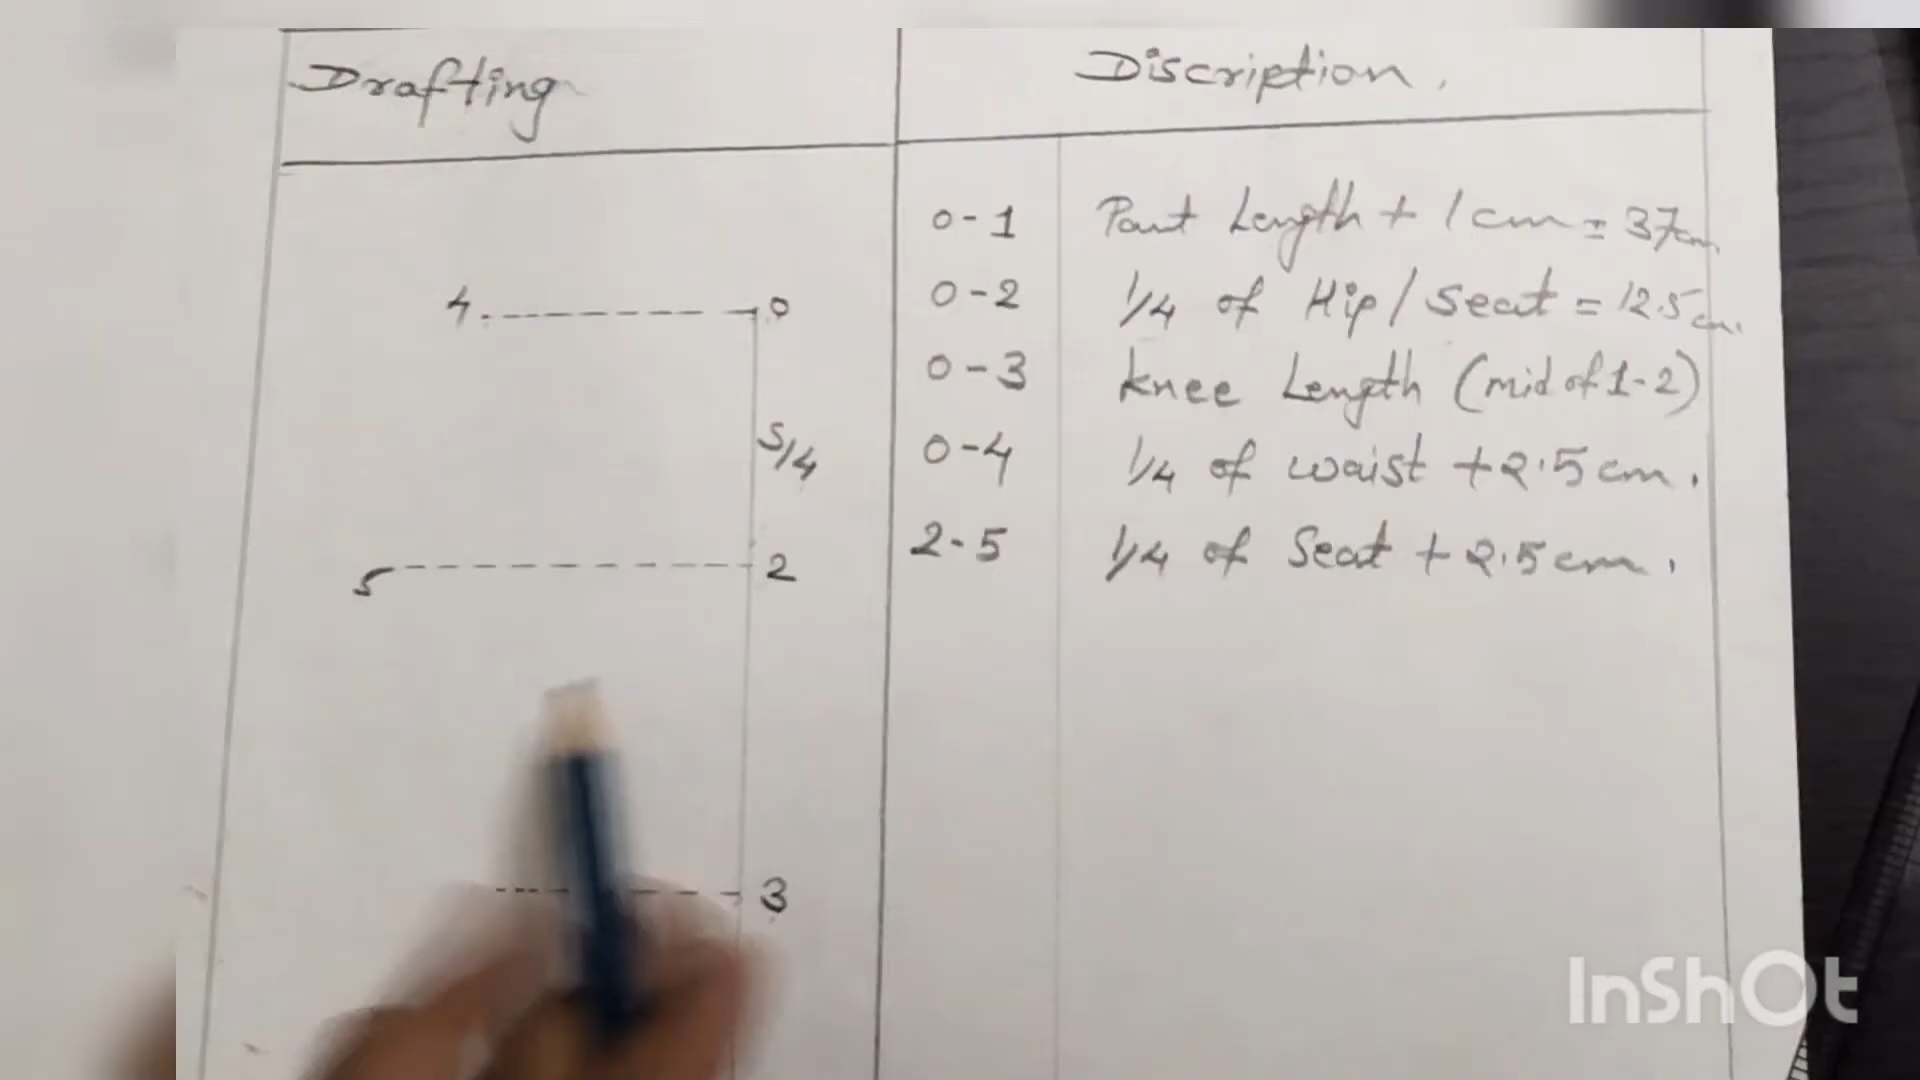 Drafting
Discription.
0-1 Pant Length + 1cm = 37cm.
0-2 1/4 of Hip/Seat = 12.5cm.
0-3 knee Length (mid of 1-2)
0-4 1/4 of waist +2.5cm.
2-5 1/4 of Seat +2.5cm.
4 0
S/4
5 2
3
InShOt